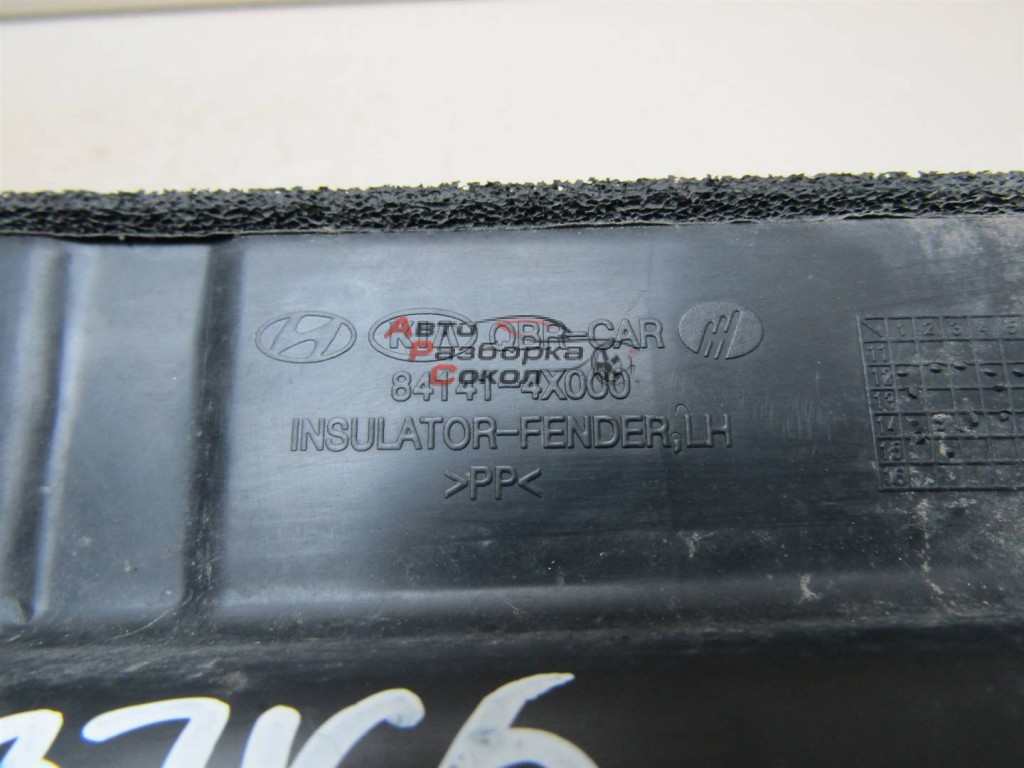 KIA QBR-CAR
84141-4X000
INSULATOR-FENDER,LH
>PP<
Авто
Разборка
Сокол
1 2 3 4 5
11
12
13
14
15
16